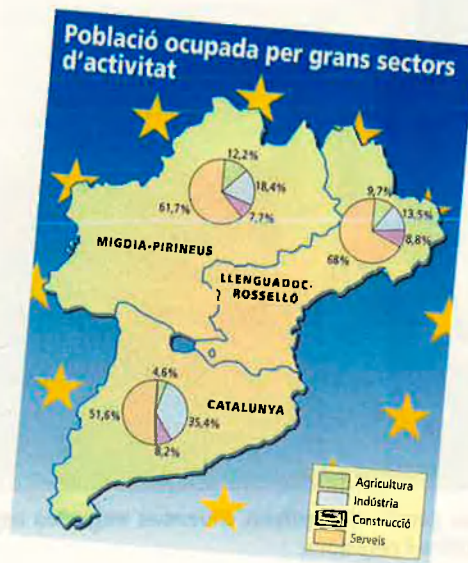 Població ocupada per grans sectors
d'activitat
12,2%
18,4%
7,7%
61,7%
MIGDIA-PIRINEUS
9,7%
13,5%
8,8%
68%
LLENGUADOC-
ROSSELLÓ
4,6%
35,4%
8,2%
51,6%
CATALUNYA
Agricultura
Indústria
Construcció
Serveis